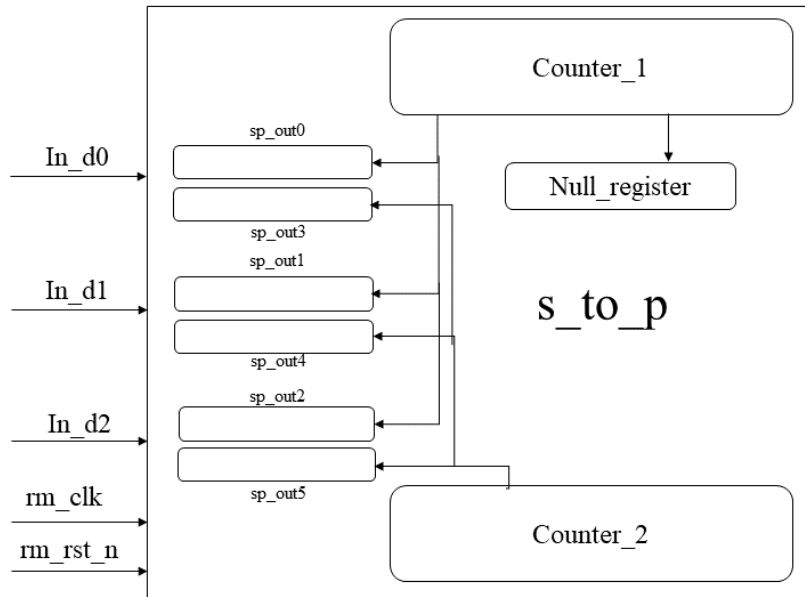 Counter_1
sp_out0
In_d0
Null_register
sp_out3
sp_out1
In_d1
s_to_p
sp_out4
sp_out2
In_d2
sp_out5
rm_clk
Counter_2
rm_rst_n